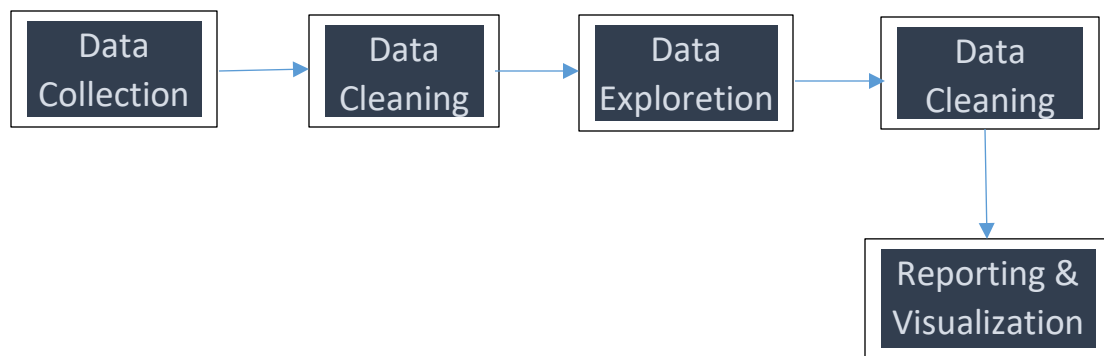 Data
Collection
Data
Cleaning
Data
Exploretion
Data
Cleaning
Reporting &
Visualization